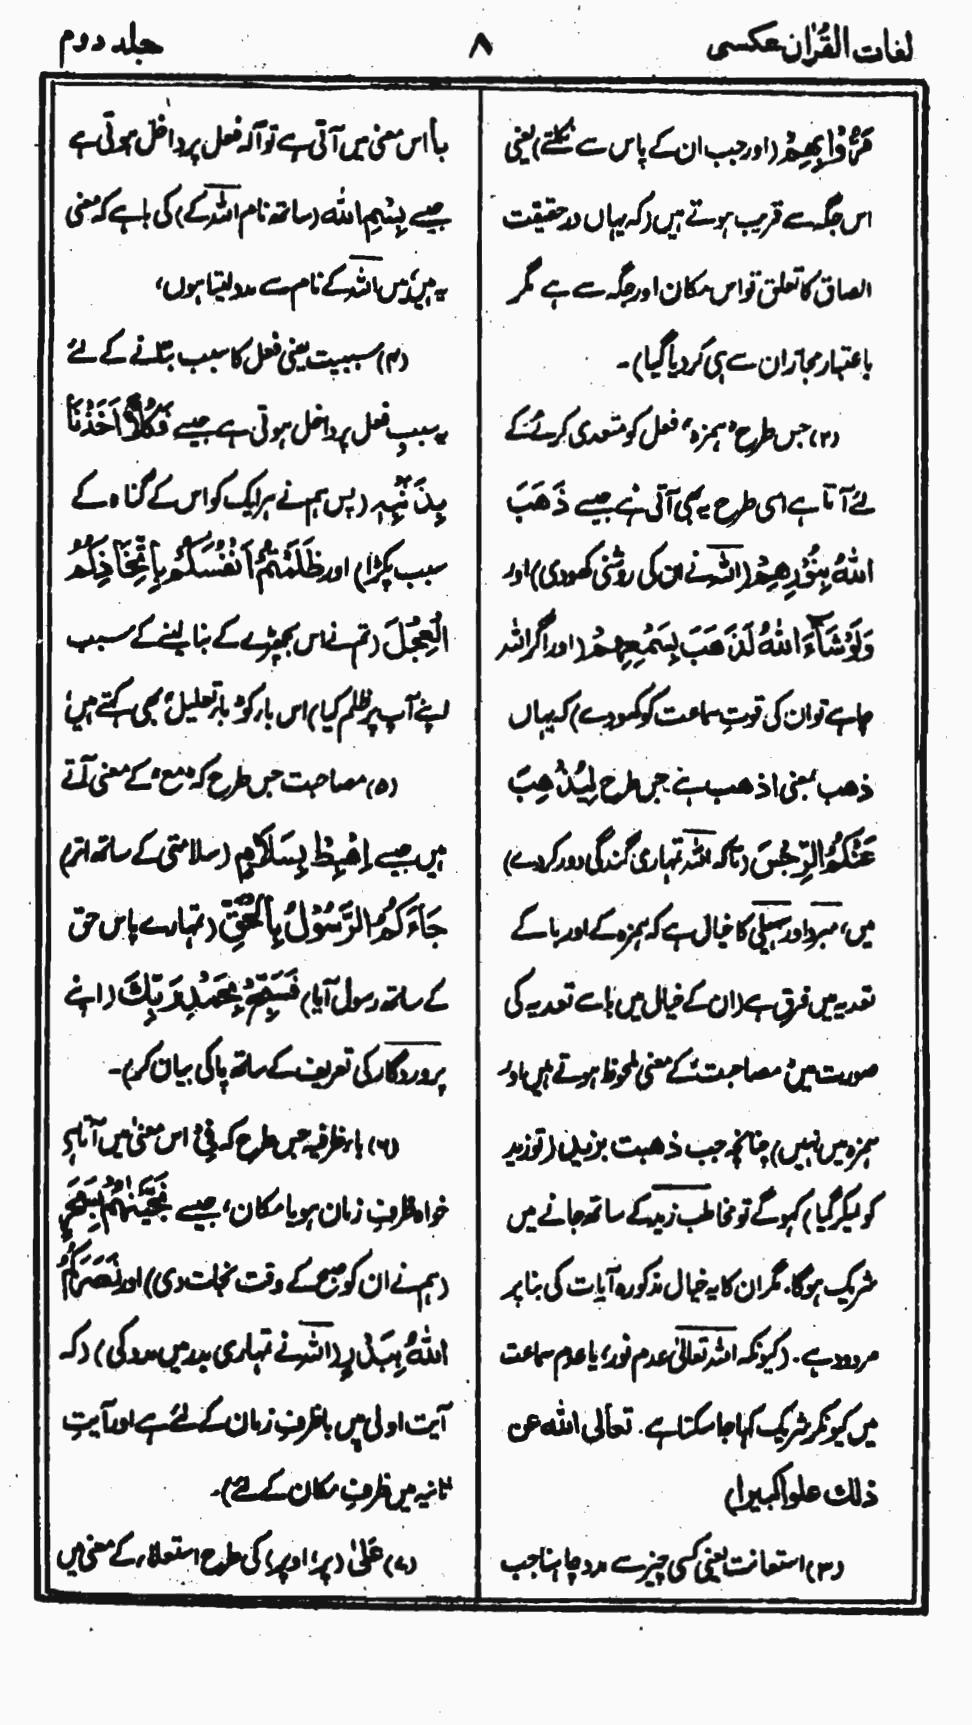 لغات القرآن عکسی
۸
جلد دوم
مَرُّوْا بِهِمْ (اور جب ان کے پاس سے نکلتے) یعنی
اس جگہ سے قریب ہوتے ہیں (کہ یہاں در حقیقت
الصاق کا تعلق تو اس مکان اور جگہ سے ہے مگر
باعتبار مجاز ان سے ہی کر دیا گیا)۔
(۲) جس طرح ہمزہ، فعل کو متعدی کرنے کے
لئے آتا ہے اسی طرح یہ بھی آتی ہے جیسے ذَهَبَ
اللّٰهُ بِنُوْرِهِمْ (اللہ نے ان کی روشنی کھودی) اور
وَلَوْ شَآءَ اللّٰهُ لَذَهَبَ بِسَمْعِهِمْ (اور اگر اللہ
چاہے تو ان کی قوتِ سماعت کو کھو دے) کہ یہاں
ذهب بمعنی اذهب ہے جس طرح لِيُذْهِبَ
عَنْكُمُ الرِّجْسَ (تاکہ اللہ تمہاری گندگی دور کر دے)
میں، مبرد اور سہیلی کا خیال ہے کہ ہمزہ کے اور با کے
تعدیہ میں فرق ہے (ان کے خیال میں با سے تعدیہ کی
صورت میں مصاحبت کے معنی ملحوظ ہوتے ہیں اور
ہمزہ میں نہیں) چنانچہ جب ذهبت بزيد (تو زید
کو لیکر گیا) کہو گے تو مخاطب زید کے ساتھ جانے میں
شریک ہوگا۔ مگر ان کا یہ خیال مذکورہ آیات کی بنا پر
مردود ہے۔ (کیونکہ اللہ تعالیٰ عدم نور، یا عدم سماعت
میں کیونکر شریک کہا جا سکتا ہے۔ تعالی اللہ عن
ذلك علوا كبيرا)
(۳) استعانت یعنی کسی چیز سے مدد چاہنا جب
با اس معنی میں آتی ہے تو آلہ فعل پر داخل ہوتی ہے
جیسے بِسْمِ اللّٰه (ساتھ نام اللہ کے) کی با ہے کہ معنی
یہ ہیں میں اللہ کے نام سے مدد لیتا ہوں،
(۴) سببیت یعنی فعل کا سبب بتلانے کے لئے
یہ سببِ فعل پر داخل ہوتی ہے جیسے فَكُلًّا اَخَذْنَا
بِذَنْبِهٖ (پس ہم نے ہر ایک کو اس کے گناہ کے
سبب پکڑا) اور ظَلَمْتُمْ اَنْفُسَكُمْ بِاتِّخَاذِكُمُ
الْعِجْلَ (تم نے اس بچھڑے کے بنا لینے کے سبب
اپنے آپ پر ظلم کیا) اس با، کو با، تعلیل، بھی کہتے ہیں
(۵) مصاحبت جس طرح کہ مع، کے معنی آتے
ہیں جیسے اِهْبِطْ بِسَلَامٍ (سلامتی کے ساتھ اتر)
جَآءَكُمُ الرَّسُوْلُ بِالْحَقِّ (تمہارے پاس حق
کے ساتھ رسول آیا) فَسَبِّحْ بِحَمْدِ رَبِّكَ (اپنے
پروردگار کی تعریف کے ساتھ پاکی بیان کر)۔
(۶) باء ظرفیہ جس طرح کہ فِیْ اس معنیٰ میں آتا ہے
خواہ ظرفِ زمان ہو یا مکان، جیسے نَجَّيْنٰهُمْ بِسَحَرٍ
(ہم نے ان کو صبح کے وقت نجات دی) اور نَصَرَكُمُ
اللّٰهُ بِبَدْرٍ (اللہ نے تمہاری بدر میں مدد کی) (کہ
آیت اولیٰ میں با ظرفِ زمان کے لئے ہے اور آیتِ
ثانیہ میں ظرفِ مکان کے لئے)۔
(۷) عَلٰی (پر، اوپر) کی طرح استعلاء کے معنی میں